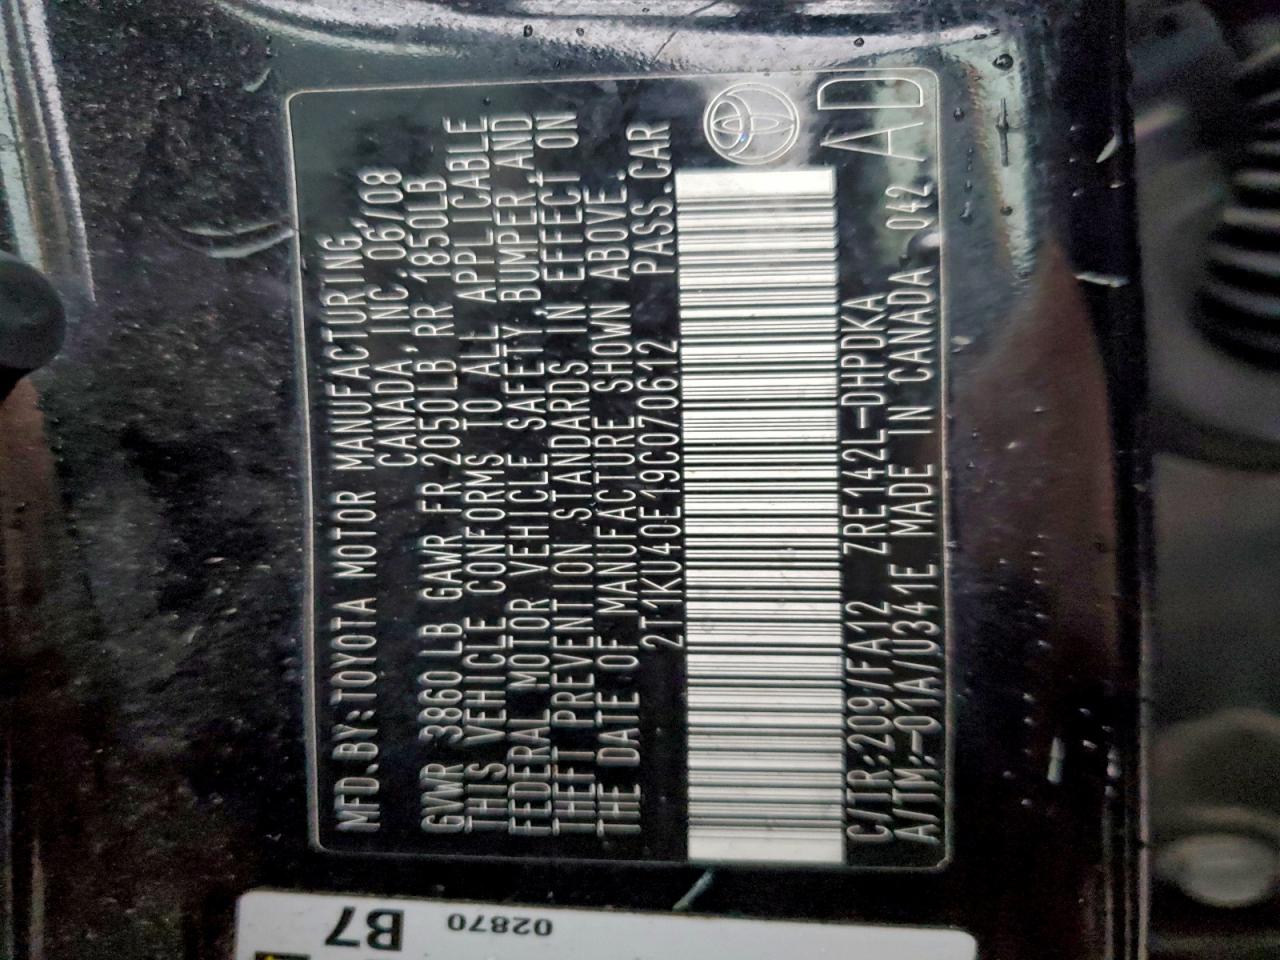 MFD.BY:TOYOTA MOTOR MANUFACTURING,
CANADA, INC. 06/08
GVWR 3860 LB GAWR FR 2050LB RR 1850LB
THIS VEHICLE CONFORMS TO ALL APPLICABLE
FEDERAL MOTOR VEHICLE SAFETY,BUMPER,AND
THEFT PREVENTION STANDARDS IN EFFECT ON
THE DATE OF MANUFACTURE SHOWN ABOVE.
2T1KU40E19C070612 PASS.CAR
C/TR:209/FA12 ZRE142L-DHPDKA
A/TM:-01A/U341E MADE IN CANADA 042
AD
B7
02870